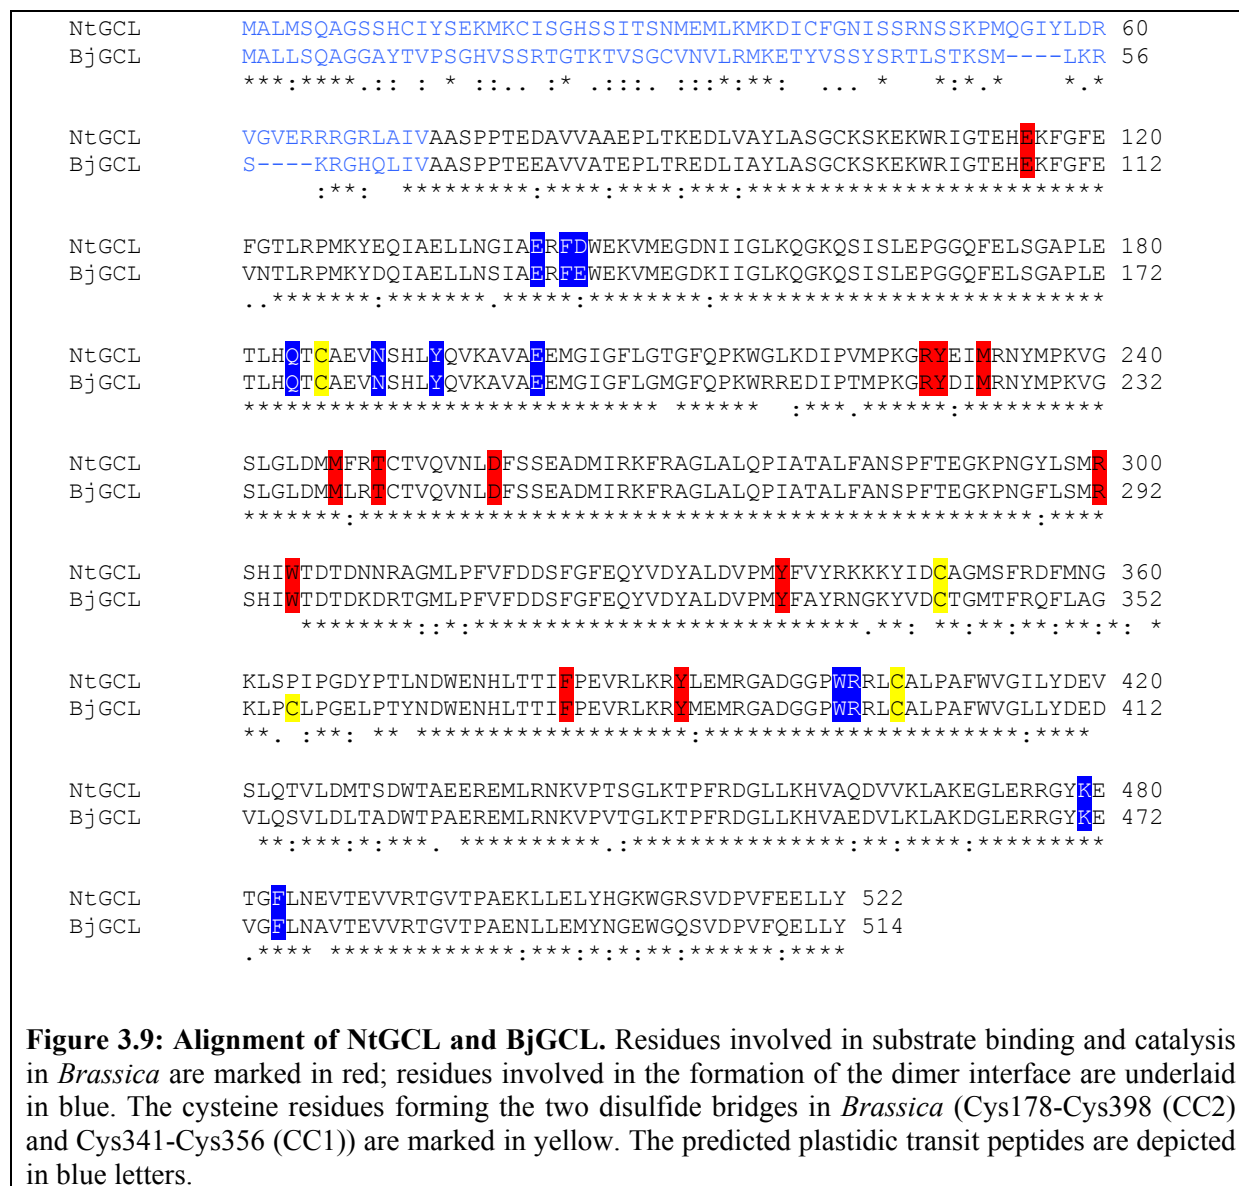 NtGCL MALMSQAGSSHCIYSEKMKCISGHSSITSNMEMLKMKDICFGNISSRNSSKPMQGIYLDR 60
BjGCL MALLSQAGGAYTVPSGHVSSRTGTKTVSGCVNVLRMKETYVSSYSRTLSTKSM----LKR 56
***:****.:: : * ::.. : * .:::. :: :*:**: ... * *:*.* *.*
NtGCL VGVERRRGRLAIVAASPPTEDAVVAAEPLTKEDLVAYLASGCKSKEKWRIGTEHEKFGFE 120
BjGCL S----KRGHQLIVAASPPTEEAVVATEPLTREDLIAYLASGCKSKEKWRIGTEHEKFGFE 112
:**: *********:****:****:***:*************************
NtGCL FGTLRPMKYEQIAELLNGIAERFDWEKVMEGDNIIGLKQGKQSISLEPGGQFELSGAPLE 180
BjGCL VNTLRPMKYDQIAELLNSIAERFEWEKVMEGDKIIGLKQGKQSISLEPGGQFELSGAPLE 172
..*******:*******.*****:********:***************************
NtGCL TLHQTCAEVNSHLYQVKAVAEEMGIGFLGTGFQPKWGLKDIPVMPKGRYEIMRNYMPKVG 240
BjGCL TLHQTCAEVNSHLYQVKAVAEEMGIGFLGMGFQPKWRREDIPTMPKGRYDIMRNYMPKVG 232
***************************** ****** :***.******:**********
NtGCL SLGLDMMFRTCTVQVNLDFSSEADMIRKFRAGLALQPIATALFANSPFTEGKPNGYLSMR 300
BjGCL SLGLDMMLRTCTVQVNLDFSSEADMIRKFRAGLALQPIATALFANSPFTEGKPNGFLSMR 292
*******:***********************************************:****
NtGCL SHIWTDTDNNRAGMLPFVFDDSFGFEQYVDYALDVPMYFVYRKKKYIDCAGMSFRDFMNG 360
BjGCL SHIWTDTDKDRTGMLPFVFDDSFGFEQYVDYALDVPMYFAYRNGKYVDCTGMTFRQFLAG 352
********::*:***************************.**: **:**:**:**:*: *
NtGCL KLSPIPGDYPTLNDWENHLTTIFPEVRLKRYLEMRGADGGPWRRLCALPAFWVGILYDEV 420
BjGCL KLPCLPGELPTYNDWENHLTTIFPEVRLKRYMEMRGADGGPWRRLCALPAFWVGLLYDED 412
**. :**: ** *******************:**********************:****
NtGCL SLQTVLDMTSDWTAEEREMLRNKVPTSGLKTPFRDGLLKHVAQDVVKLAKEGLERRGYKE 480
BjGCL VLQSVLDLTADWTPAEREMLRNKVPVTGLKTPFRDGLLKHVAEDVLKLAKDGLERRGYKE 472
**:***:*:***. **********.:***************:**:****:*********
NtGCL TGFLNEVTEVVRTGVTPAEKLLELYHGKWGRSVDPVFEELLY 522
BjGCL VGFLNAVTEVVRTGVTPAENLLEMYNGEWGQSVDPVFQELLY 514
.**** *************:***:*:*:**:******:****
Figure 3.9: Alignment of NtGCL and BjGCL. Residues involved in substrate binding and catalysis
in Brassica are marked in red; residues involved in the formation of the dimer interface are underlaid
in blue. The cysteine residues forming the two disulfide bridges in Brassica (Cys178-Cys398 (CC2)
and Cys341-Cys356 (CC1)) are marked in yellow. The predicted plastidic transit peptides are depicted
in blue letters.